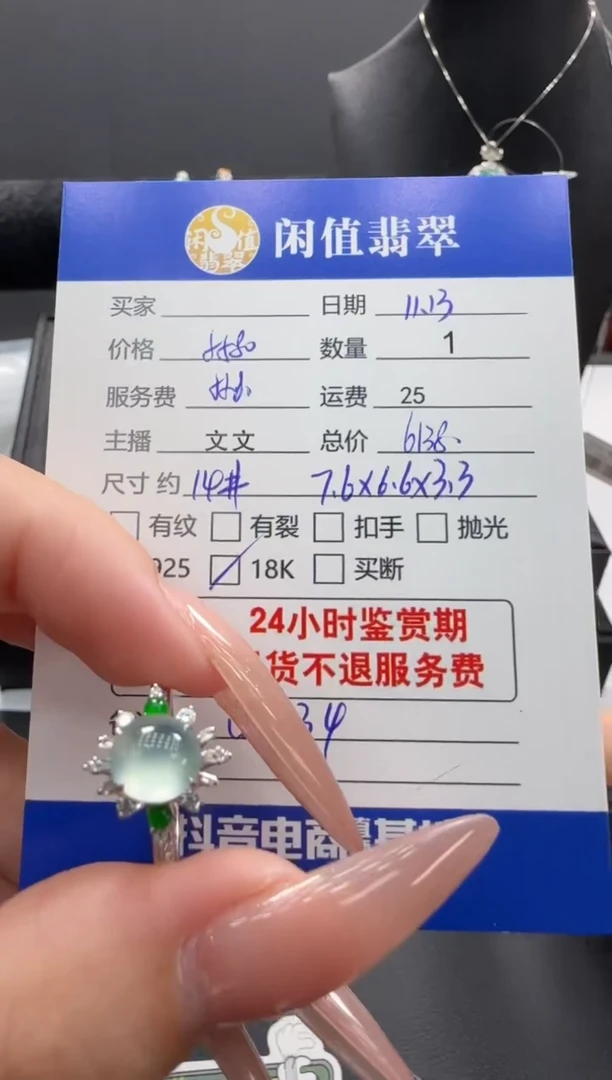 闲值翡翠 闲值翡翠
买家 日期 11.13
价格 5580 数量 1
服务费 运费 25
主播 文文 总价 6138.
尺寸 约 14# 7.6x6.6x3.3
有纹 有裂 扣手 抛光
925 18K 买断
24小时鉴赏期
货不退服务费
34
抖音电商